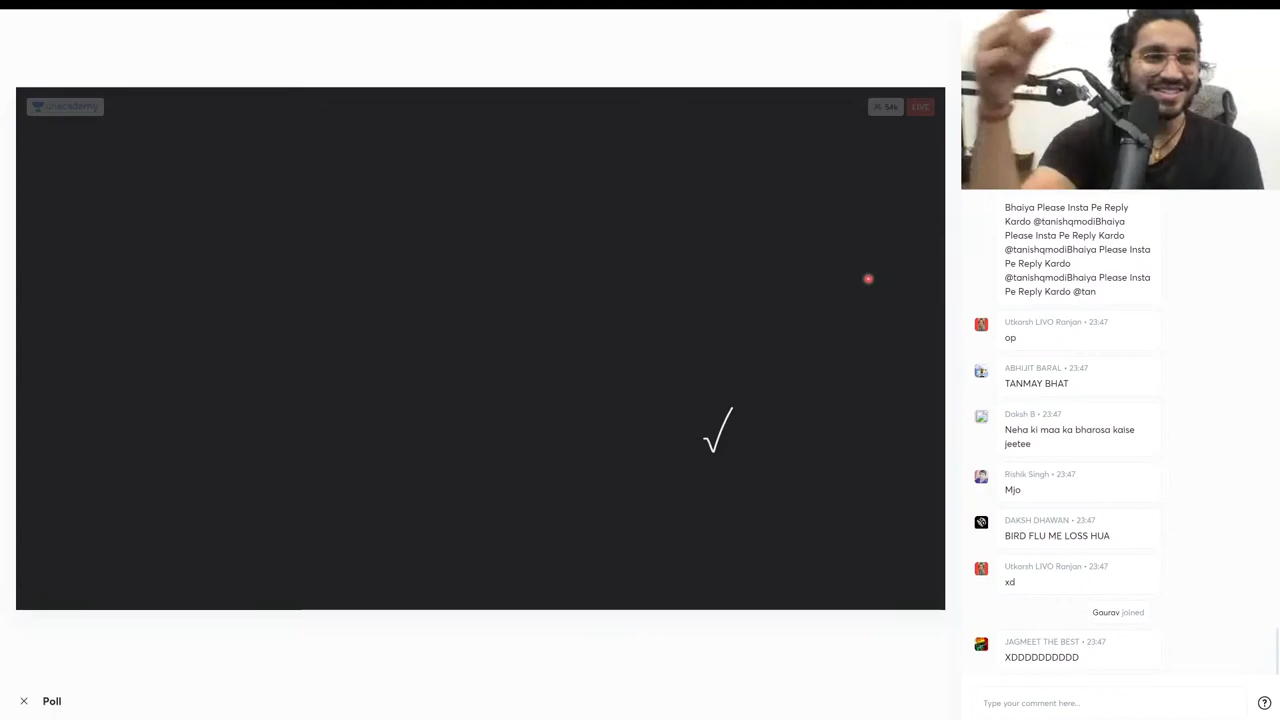 unacademy
54k
LIVE
√
Bhaiya Please Insta Pe Reply
Kardo @tanishqmodiBhaiya
Please Insta Pe Reply Kardo
@tanishqmodiBhaiya Please Insta
Pe Reply Kardo
@tanishqmodiBhaiya Please Insta
Pe Reply Kardo @tan
Utkarsh LIVO Ranjan • 23:47
op
ABHIJIT BARAL • 23:47
TANMAY BHAT
Daksh B • 23:47
Neha ki maa ka bharosa kaise
jeetee
Rishik Singh • 23:47
Mjo
DAKSH DHAWAN • 23:47
BIRD FLU ME LOSS HUA
Utkarsh LIVO Ranjan • 23:47
xd
Gaurav joined
JAGMEET THE BEST • 23:47
XDDDDDDDDDD
Type your comment here...
?
Poll